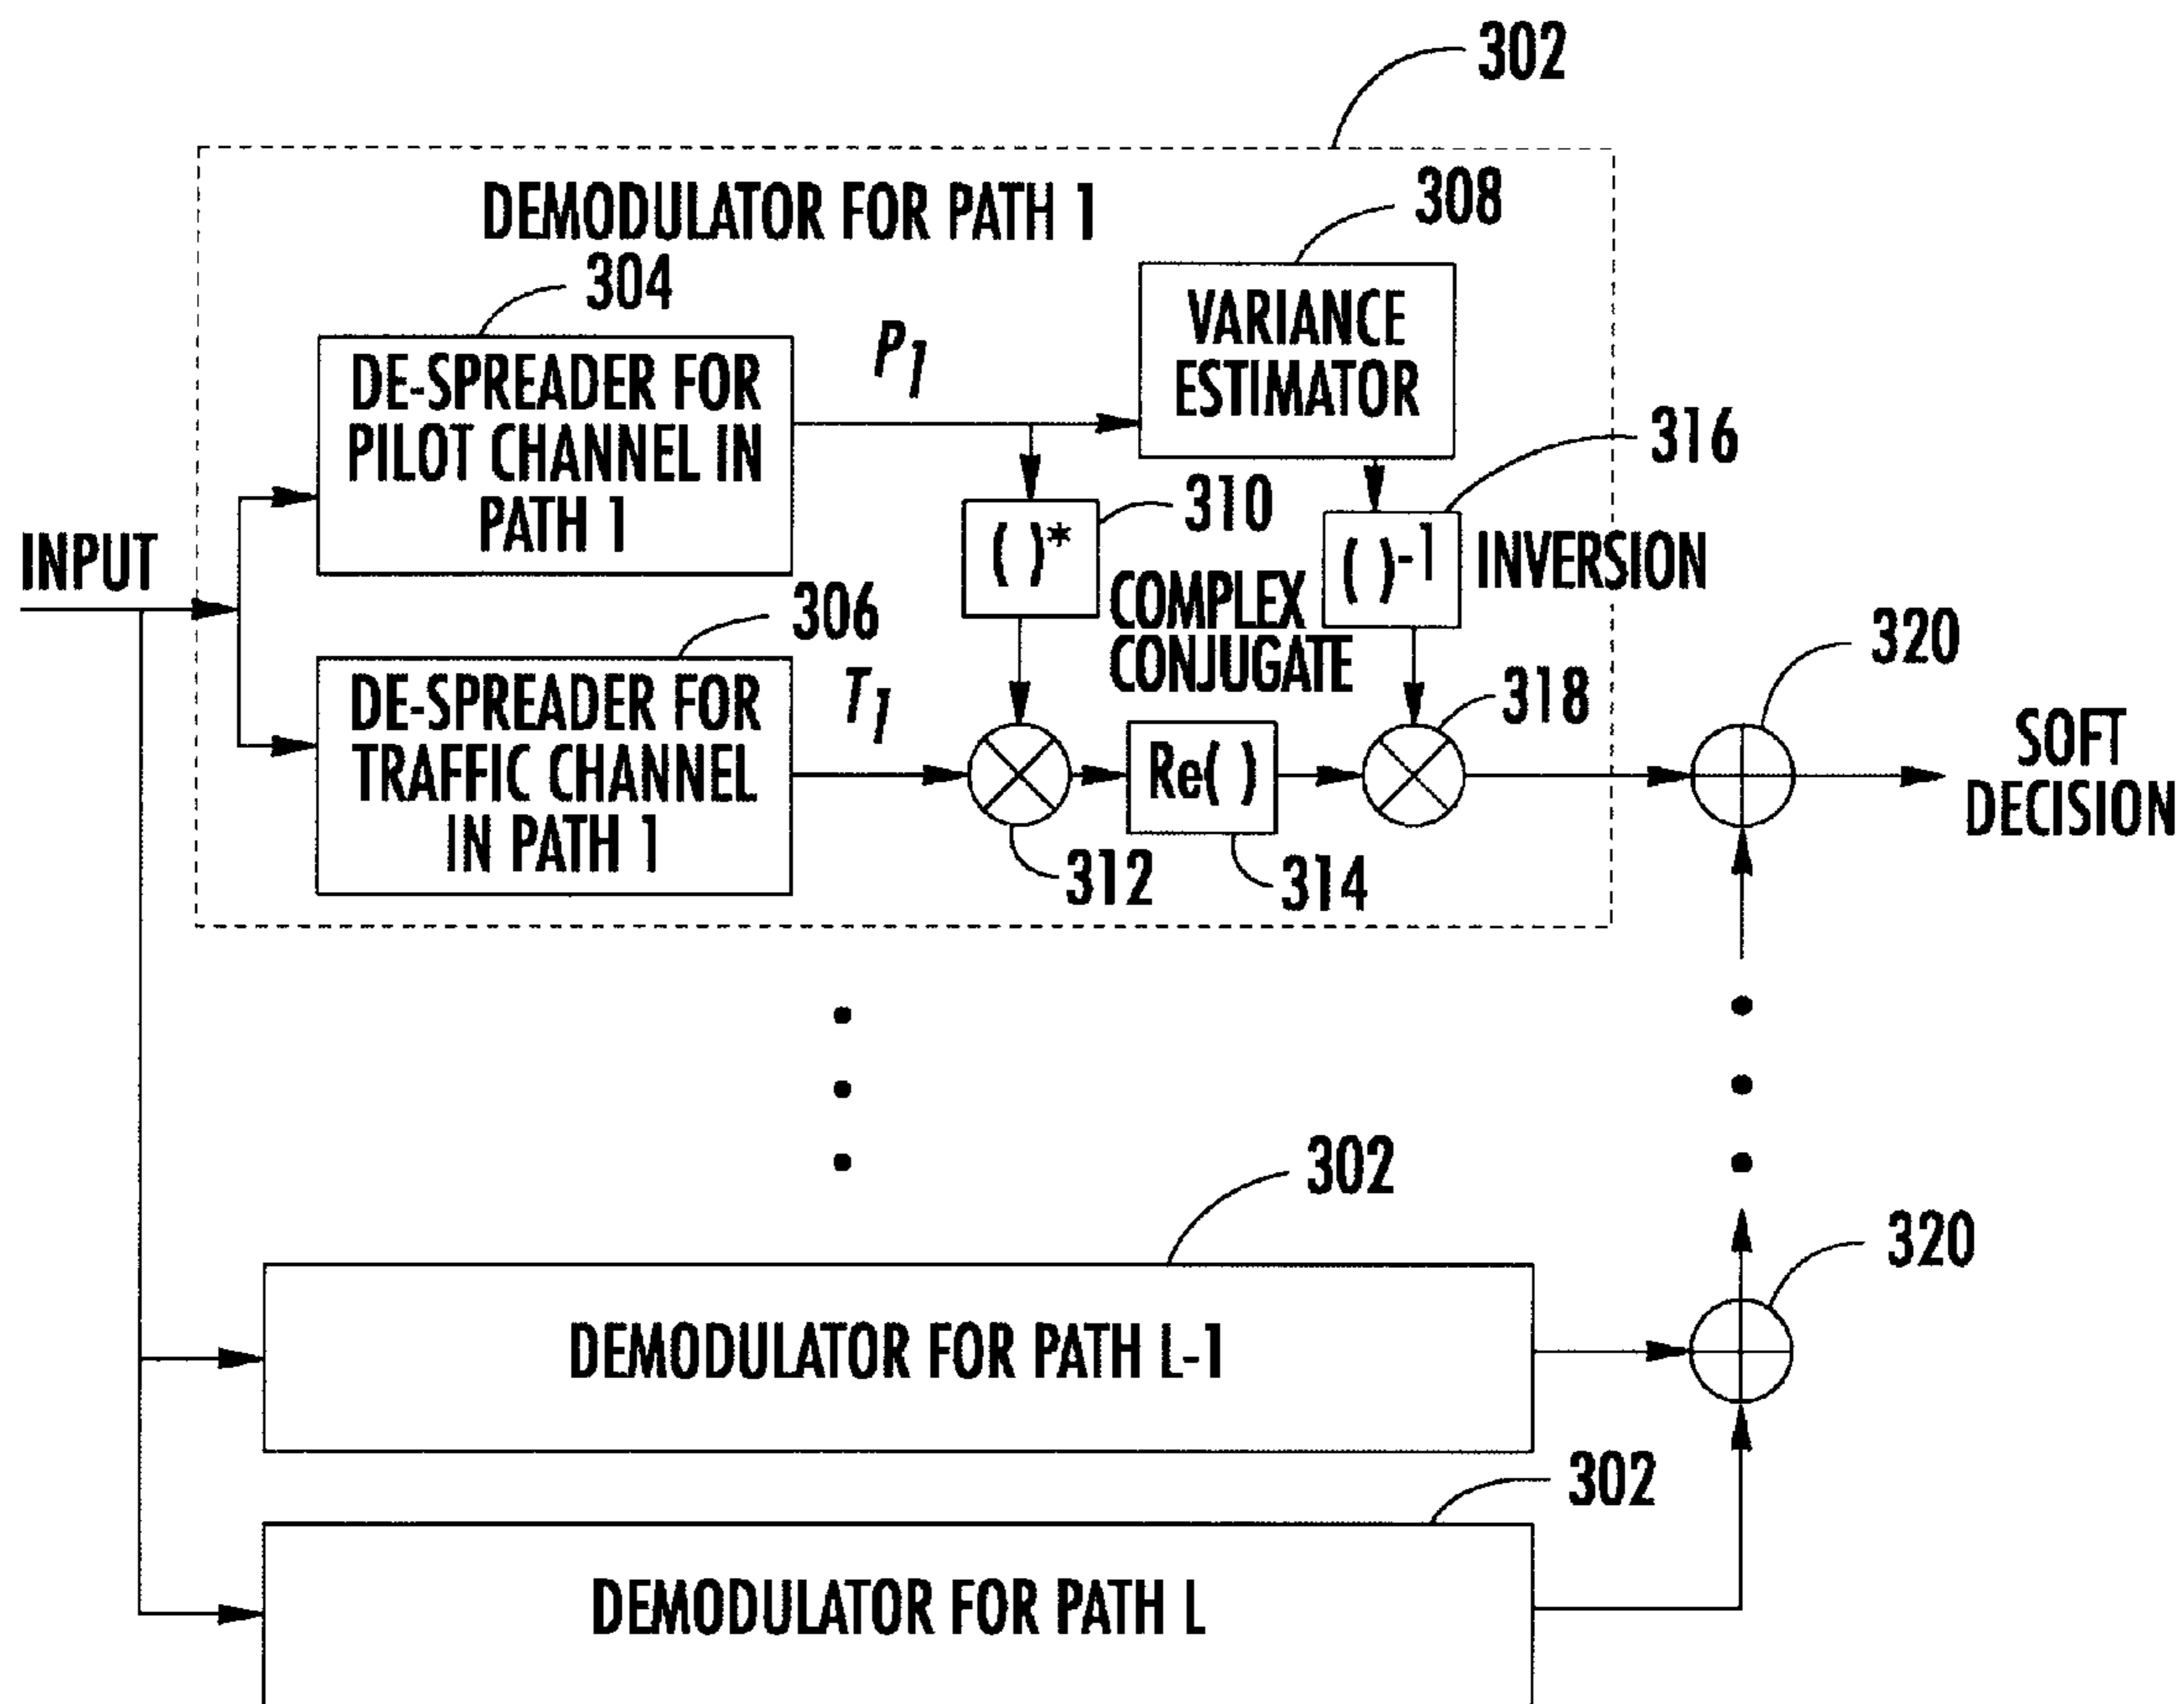 302
DEMODULATOR FOR PATH 1
308
304
VARIANCE
ESTIMATOR
P1
DE-SPREADER FOR
PILOT CHANNEL IN
PATH 1
316
310
( )*
( )-1
INVERSION
COMPLEX
CONJUGATE
INPUT
306
320
T1
318
DE-SPREADER FOR
TRAFFIC CHANNEL
IN PATH 1
Re( )
SOFT
DECISION
312
314
302
320
DEMODULATOR FOR PATH L-1
302
DEMODULATOR FOR PATH L